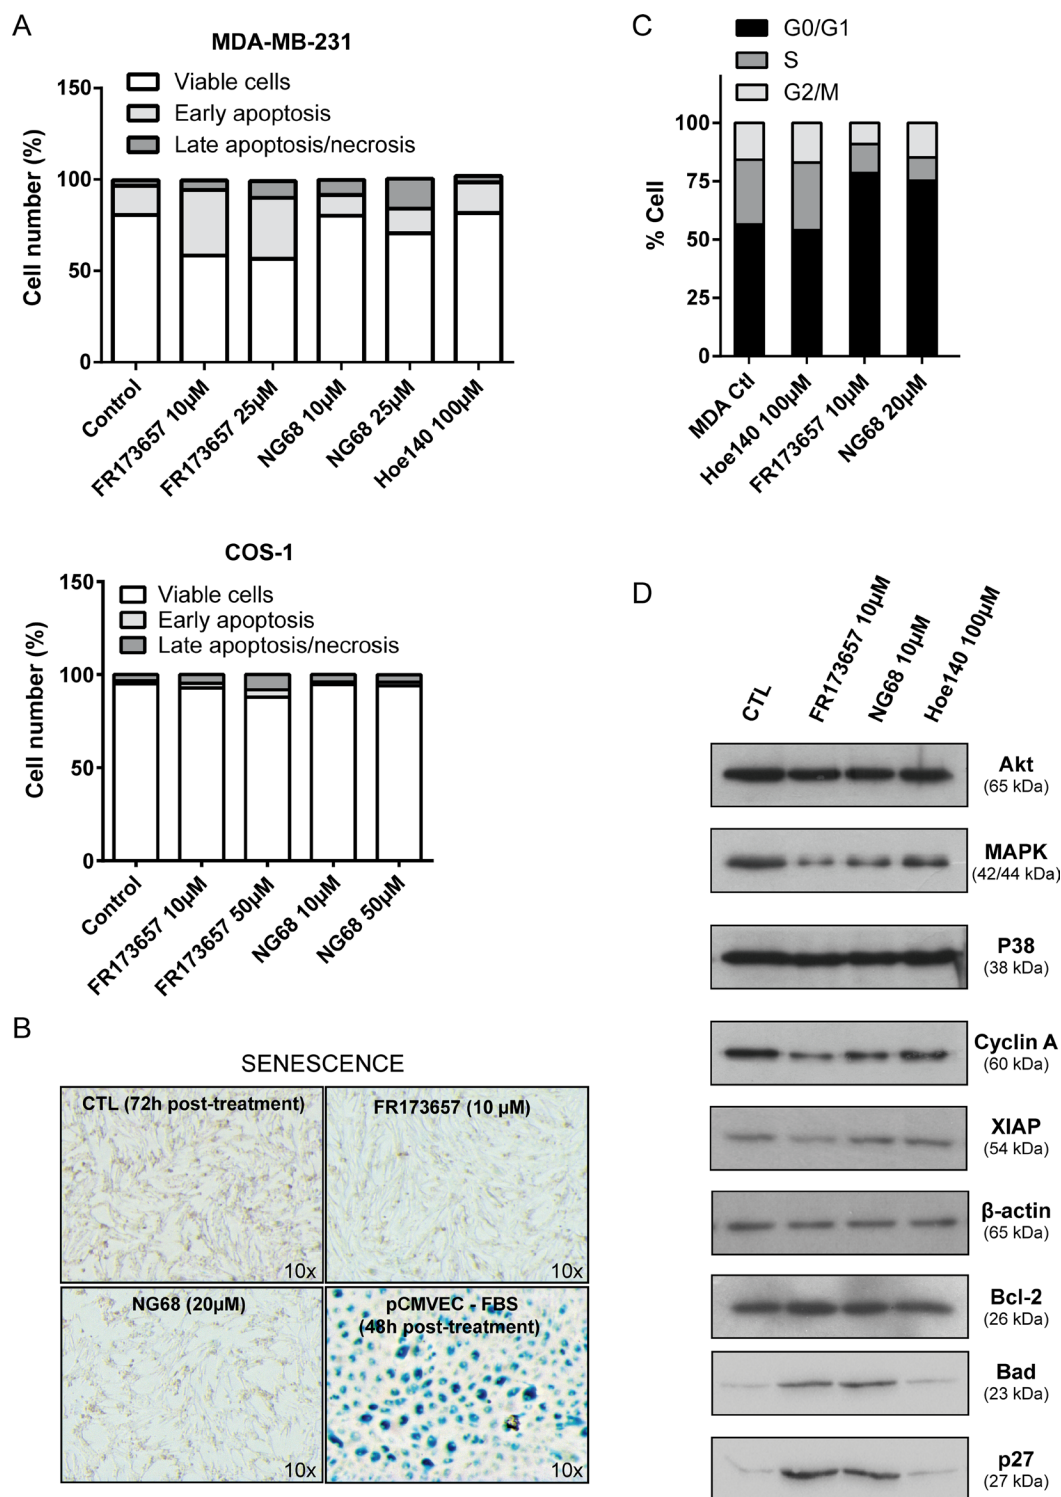 A
MDA-MB-231
Viable cells
Early apoptosis
Late apoptosis/necrosis
Cell number (%)
150
100
50
0
Control
FR173657 10µM
FR173657 25µM
NG68 10µM
NG68 25µM
Hoe140 100µM
COS-1
Viable cells
Early apoptosis
Late apoptosis/necrosis
Cell number (%)
150
100
50
0
Control
FR173657 10µM
FR173657 50µM
NG68 10µM
NG68 50µM
B
SENESCENCE
CTL (72h post-treatment)
10x
FR173657 (10 µM)
10x
NG68 (20µM)
10x
pCMVEC - FBS
(48h post-treatment)
10x
C
G0/G1
S
G2/M
% Cell
100
75
50
25
0
MDA Ctl
Hoe140 100µM
FR173657 10µM
NG68 20µM
D
CTL
FR173657 10µM
NG68 10µM
Hoe140 100µM
Akt
(65 kDa)
MAPK
(42/44 kDa)
P38
(38 kDa)
Cyclin A
(60 kDa)
XIAP
(54 kDa)
β-actin
(65 kDa)
Bcl-2
(26 kDa)
Bad
(23 kDa)
p27
(27 kDa)